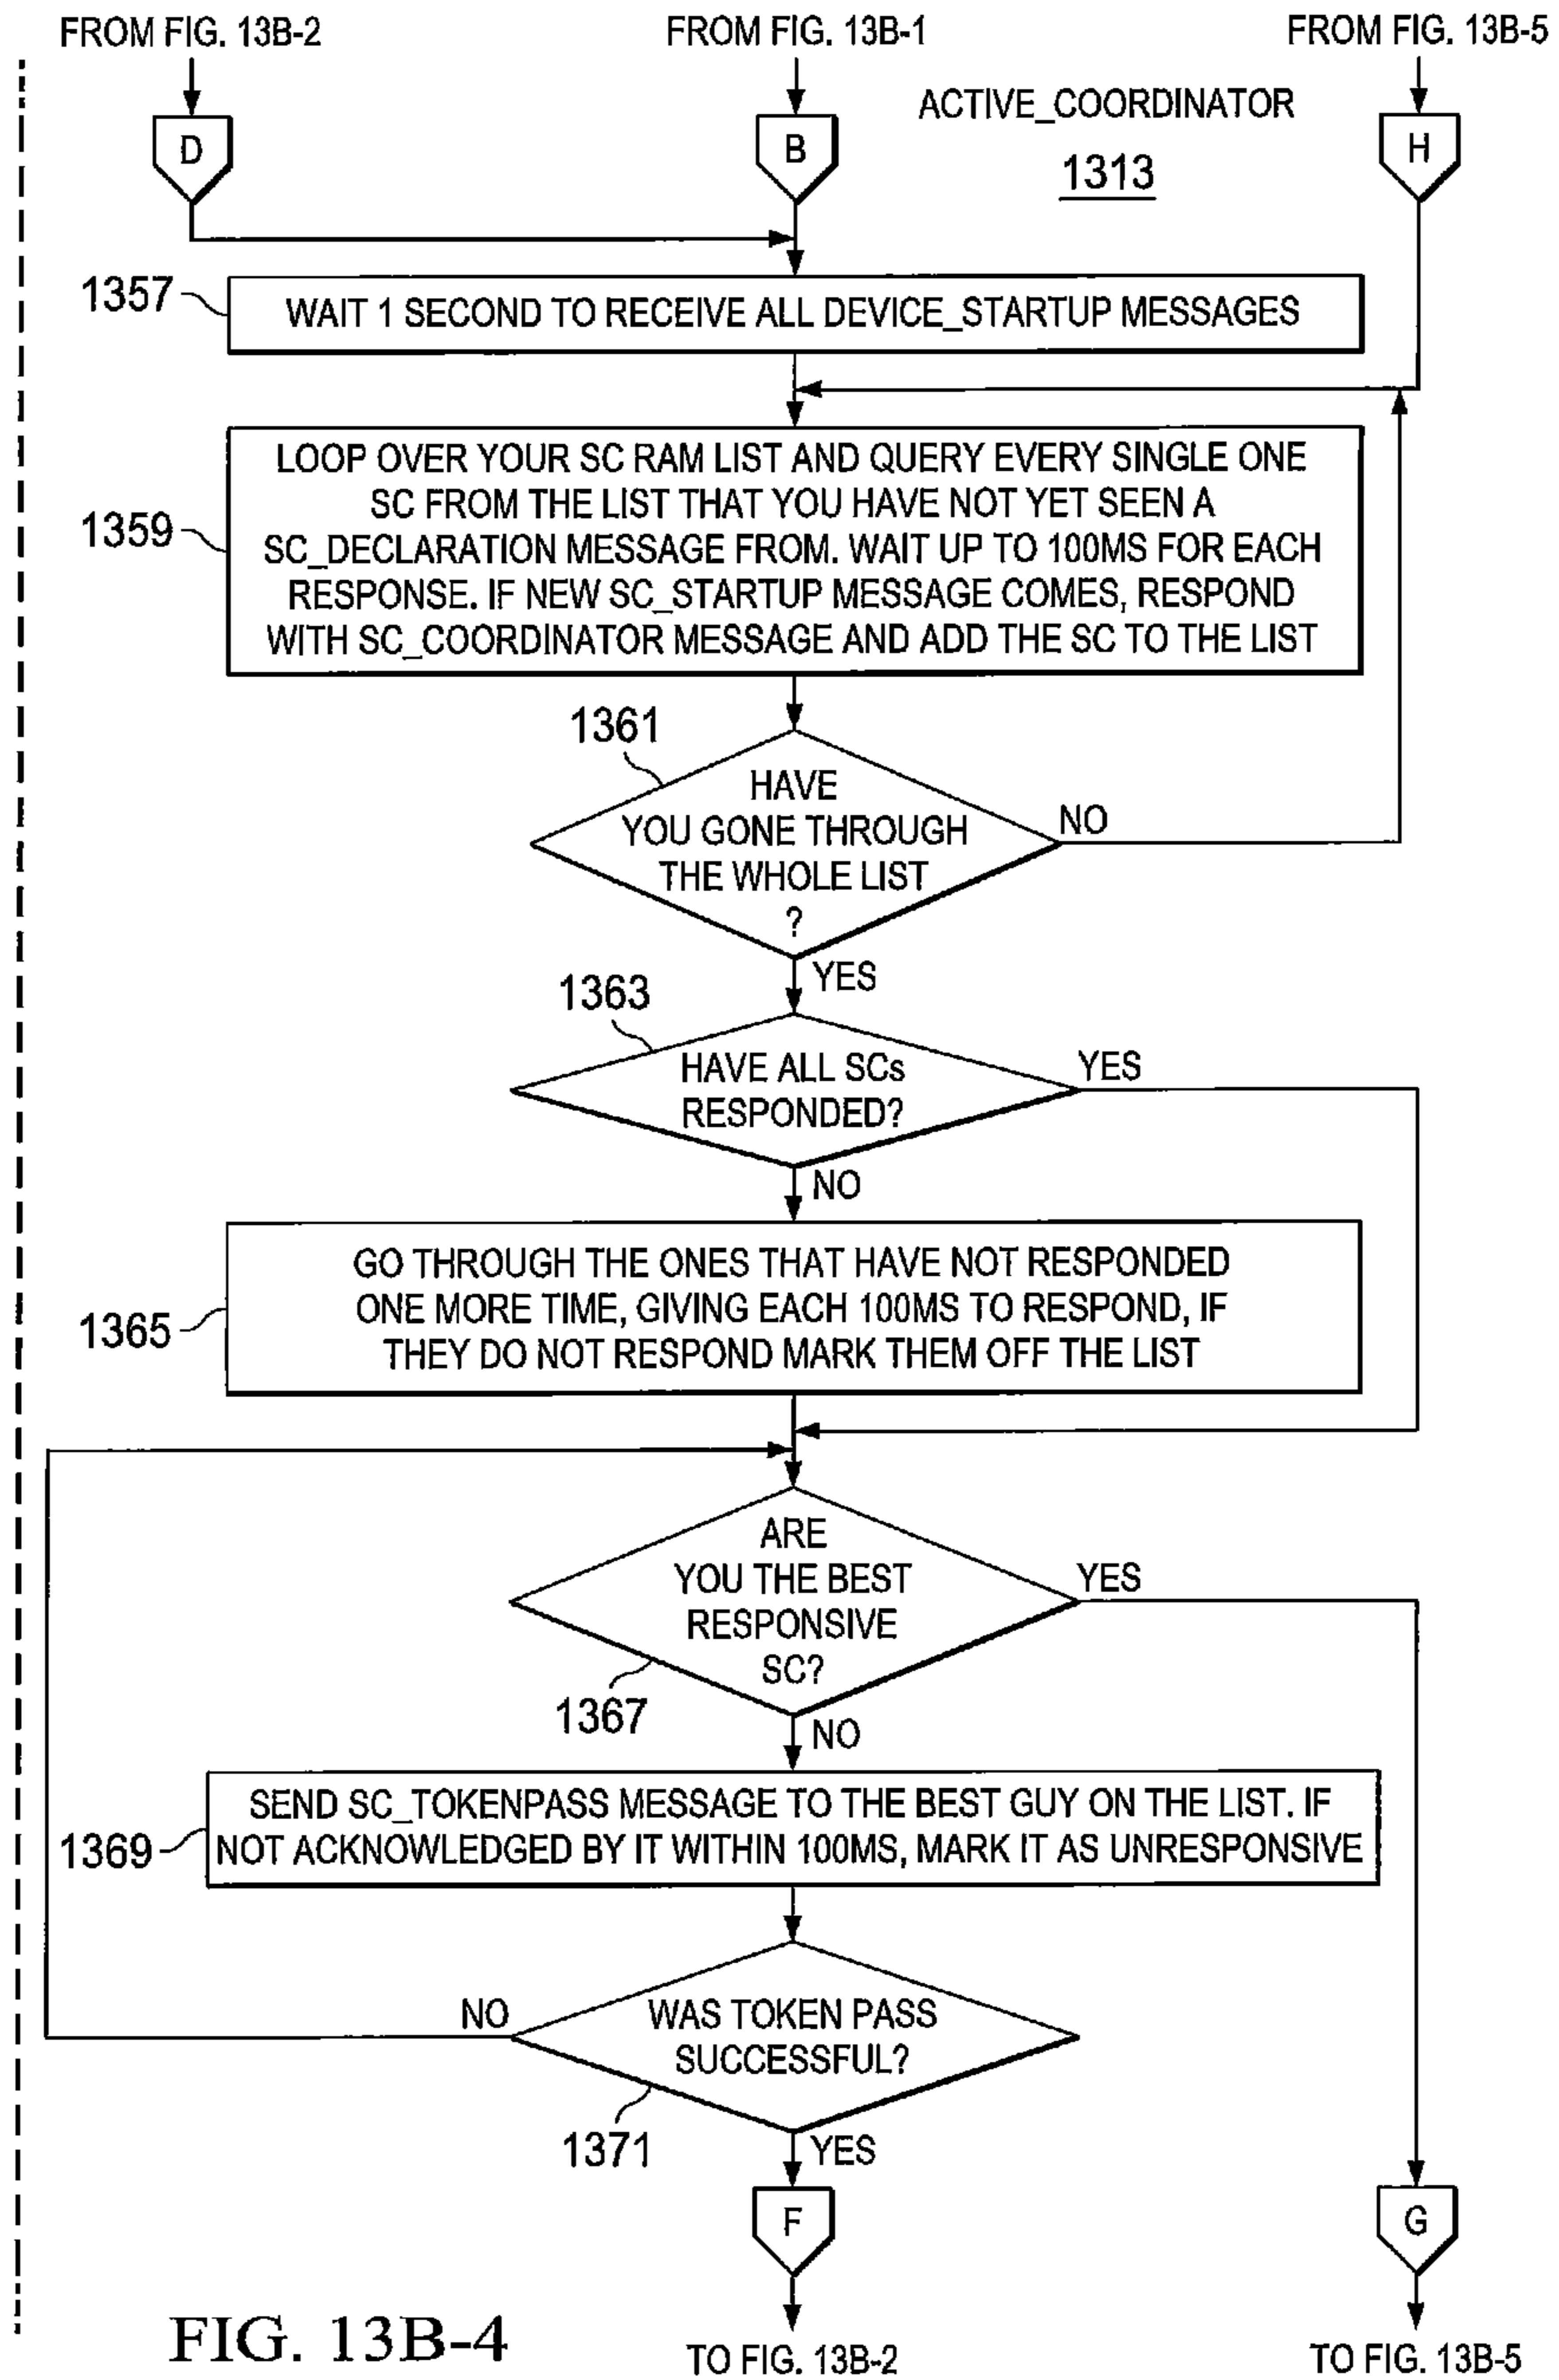 FROM FIG. 13B-2
FROM FIG. 13B-1
FROM FIG. 13B-5
ACTIVE_COORDINATOR
1313
D
B
H
1357
WAIT 1 SECOND TO RECEIVE ALL DEVICE_STARTUP MESSAGES
1359
LOOP OVER YOUR SC RAM LIST AND QUERY EVERY SINGLE ONE
SC FROM THE LIST THAT YOU HAVE NOT YET SEEN A
SC_DECLARATION MESSAGE FROM. WAIT UP TO 100MS FOR EACH
RESPONSE. IF NEW SC_STARTUP MESSAGE COMES, RESPOND
WITH SC_COORDINATOR MESSAGE AND ADD THE SC TO THE LIST
1361
HAVE
YOU GONE THROUGH
THE WHOLE LIST
?
NO
YES
1363
HAVE ALL SCs
RESPONDED?
YES
NO
1365
GO THROUGH THE ONES THAT HAVE NOT RESPONDED
ONE MORE TIME, GIVING EACH 100MS TO RESPOND, IF
THEY DO NOT RESPOND MARK THEM OFF THE LIST
ARE
YOU THE BEST
RESPONSIVE
SC?
YES
1367
NO
1369
SEND SC_TOKENPASS MESSAGE TO THE BEST GUY ON THE LIST. IF
NOT ACKNOWLEDGED BY IT WITHIN 100MS, MARK IT AS UNRESPONSIVE
NO
WAS TOKEN PASS
SUCCESSFUL?
1371
YES
F
G
FIG. 13B-4
TO FIG. 13B-2
TO FIG. 13B-5